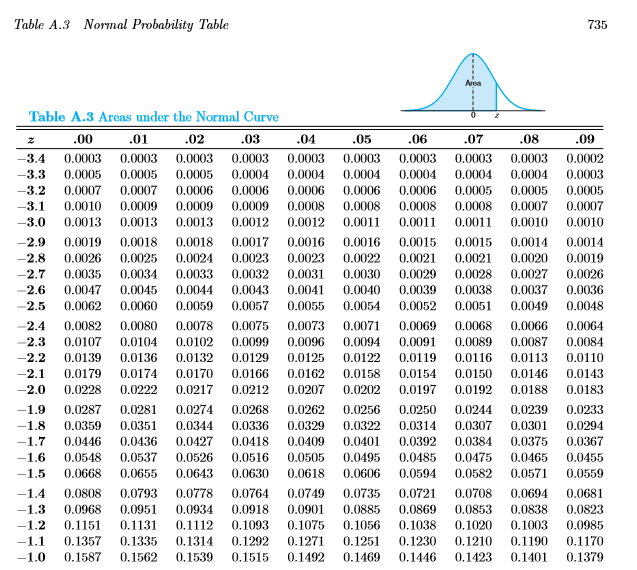 Table A.3 Normal Probability Table 735
Area
0 z
Table A.3 Areas under the Normal Curve
z .00 .01 .02 .03 .04 .05 .06 .07 .08 .09
−3.4 0.0003 0.0003 0.0003 0.0003 0.0003 0.0003 0.0003 0.0003 0.0003 0.0002
−3.3 0.0005 0.0005 0.0005 0.0004 0.0004 0.0004 0.0004 0.0004 0.0004 0.0003
−3.2 0.0007 0.0007 0.0006 0.0006 0.0006 0.0006 0.0006 0.0005 0.0005 0.0005
−3.1 0.0010 0.0009 0.0009 0.0009 0.0008 0.0008 0.0008 0.0008 0.0007 0.0007
−3.0 0.0013 0.0013 0.0013 0.0012 0.0012 0.0011 0.0011 0.0011 0.0010 0.0010
−2.9 0.0019 0.0018 0.0018 0.0017 0.0016 0.0016 0.0015 0.0015 0.0014 0.0014
−2.8 0.0026 0.0025 0.0024 0.0023 0.0023 0.0022 0.0021 0.0021 0.0020 0.0019
−2.7 0.0035 0.0034 0.0033 0.0032 0.0031 0.0030 0.0029 0.0028 0.0027 0.0026
−2.6 0.0047 0.0045 0.0044 0.0043 0.0041 0.0040 0.0039 0.0038 0.0037 0.0036
−2.5 0.0062 0.0060 0.0059 0.0057 0.0055 0.0054 0.0052 0.0051 0.0049 0.0048
−2.4 0.0082 0.0080 0.0078 0.0075 0.0073 0.0071 0.0069 0.0068 0.0066 0.0064
−2.3 0.0107 0.0104 0.0102 0.0099 0.0096 0.0094 0.0091 0.0089 0.0087 0.0084
−2.2 0.0139 0.0136 0.0132 0.0129 0.0125 0.0122 0.0119 0.0116 0.0113 0.0110
−2.1 0.0179 0.0174 0.0170 0.0166 0.0162 0.0158 0.0154 0.0150 0.0146 0.0143
−2.0 0.0228 0.0222 0.0217 0.0212 0.0207 0.0202 0.0197 0.0192 0.0188 0.0183
−1.9 0.0287 0.0281 0.0274 0.0268 0.0262 0.0256 0.0250 0.0244 0.0239 0.0233
−1.8 0.0359 0.0351 0.0344 0.0336 0.0329 0.0322 0.0314 0.0307 0.0301 0.0294
−1.7 0.0446 0.0436 0.0427 0.0418 0.0409 0.0401 0.0392 0.0384 0.0375 0.0367
−1.6 0.0548 0.0537 0.0526 0.0516 0.0505 0.0495 0.0485 0.0475 0.0465 0.0455
−1.5 0.0668 0.0655 0.0643 0.0630 0.0618 0.0606 0.0594 0.0582 0.0571 0.0559
−1.4 0.0808 0.0793 0.0778 0.0764 0.0749 0.0735 0.0721 0.0708 0.0694 0.0681
−1.3 0.0968 0.0951 0.0934 0.0918 0.0901 0.0885 0.0869 0.0853 0.0838 0.0823
−1.2 0.1151 0.1131 0.1112 0.1093 0.1075 0.1056 0.1038 0.1020 0.1003 0.0985
−1.1 0.1357 0.1335 0.1314 0.1292 0.1271 0.1251 0.1230 0.1210 0.1190 0.1170
−1.0 0.1587 0.1562 0.1539 0.1515 0.1492 0.1469 0.1446 0.1423 0.1401 0.1379